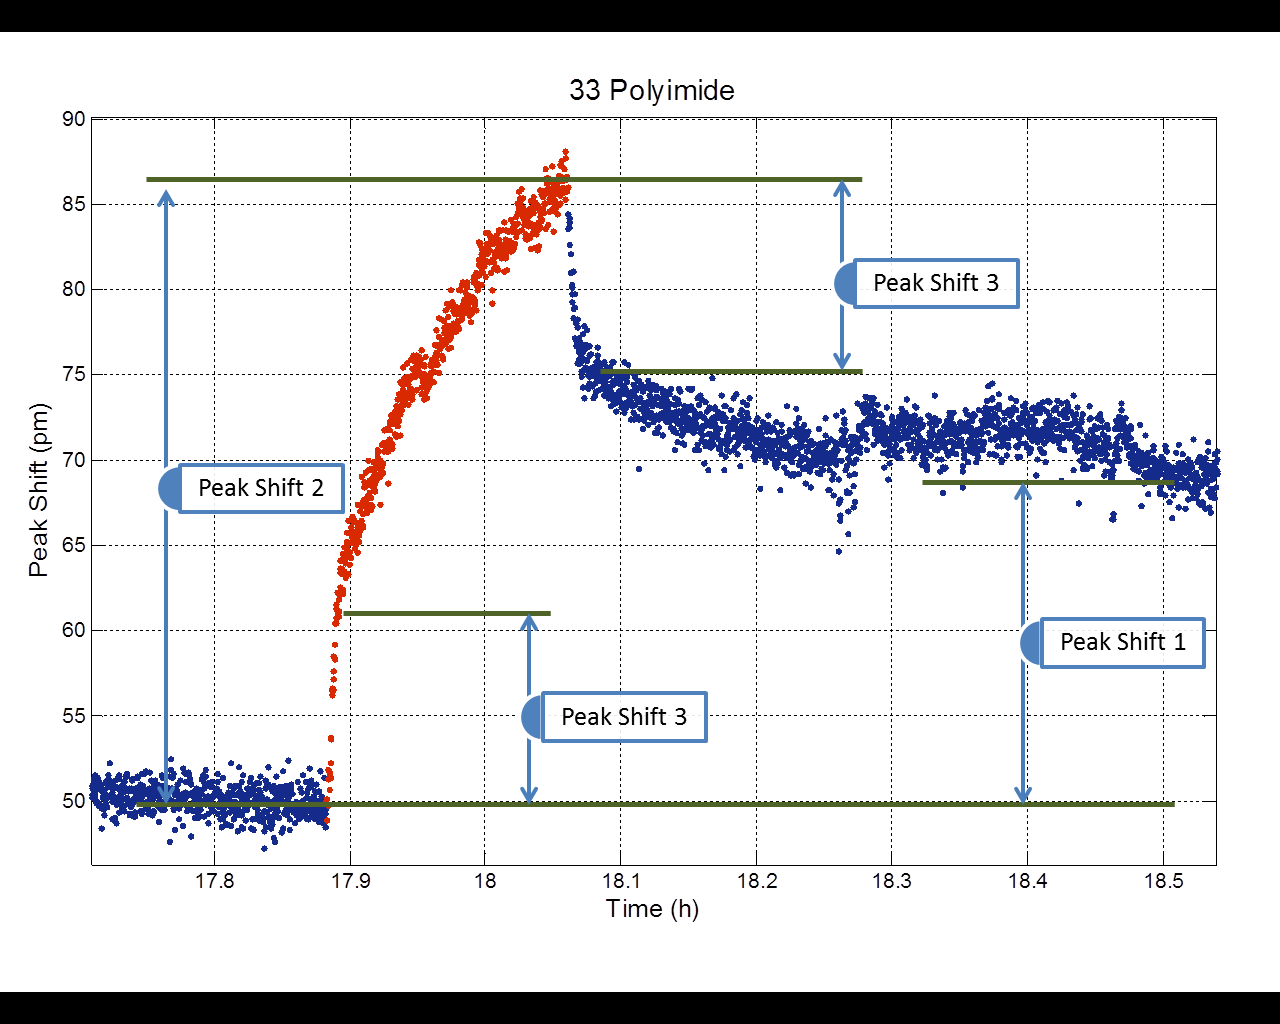 33 Polyimide
90
85
80
75
70
65
60
55
50
Peak Shift (pm)
Peak Shift 3
Peak Shift 2
Peak Shift 1
Peak Shift 3
17.8 17.9 18 18.1 18.2 18.3 18.4 18.5
Time (h)